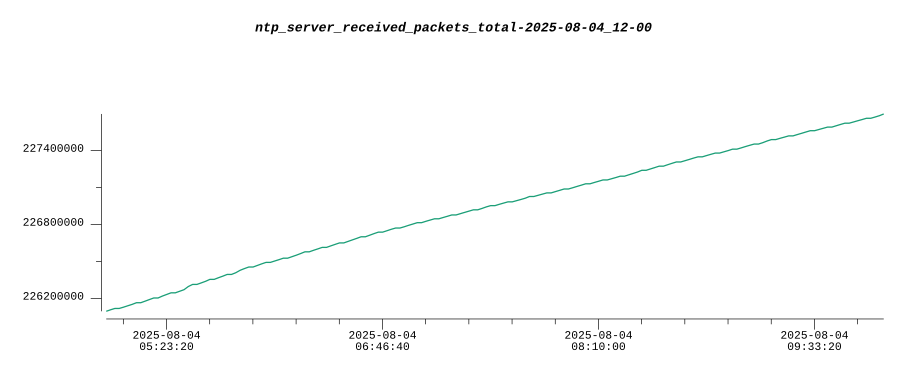 ntp_server_received_packets_total-2025-08-04_12-00
227400000
226800000
226200000
2025-08-04 2025-08-04 2025-08-04 2025-08-04
05:23:20 06:46:40 08:10:00 09:33:20